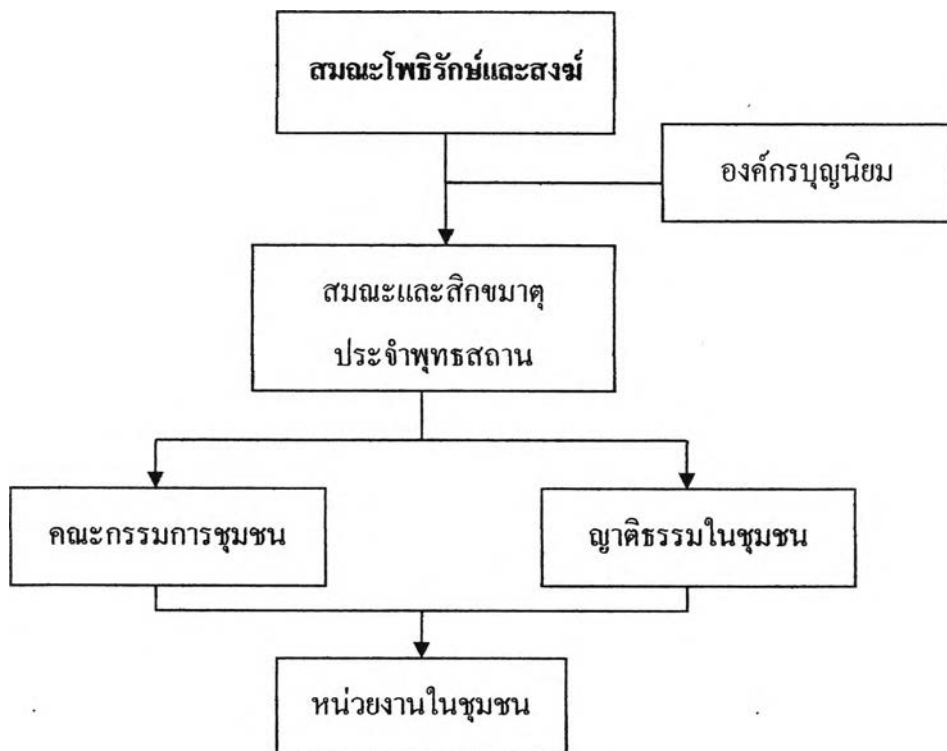 สมณะโพธิรักษ์และสงฆ์
องค์กรบุญนิยม
สมณะและสิกขมาตุ
ประจำพุทธสถาน
คณะกรรมการชุมชน
ญาติธรรมในชุมชน
หน่วยงานในชุมชน